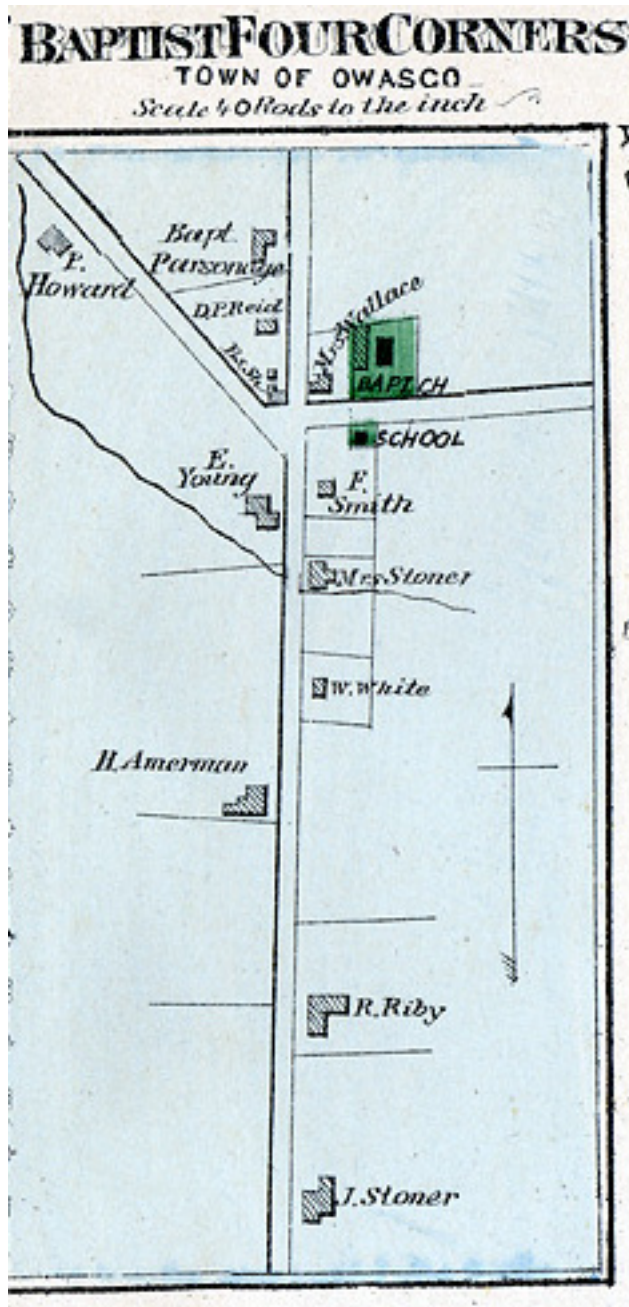 BAPTIST FOUR CORNERS
TOWN OF OWASCO
Scale 40 Rods to the inch
Bapt.
Parsonage
P.
Howard
D.P. Reid
B.S. Sh.
Mrs Wallace
BAPT. CH
SCHOOL
E.
Young
F.
Smith
Mrs Stoner
W. White
H. Amerman
R. Riby
J. Stoner